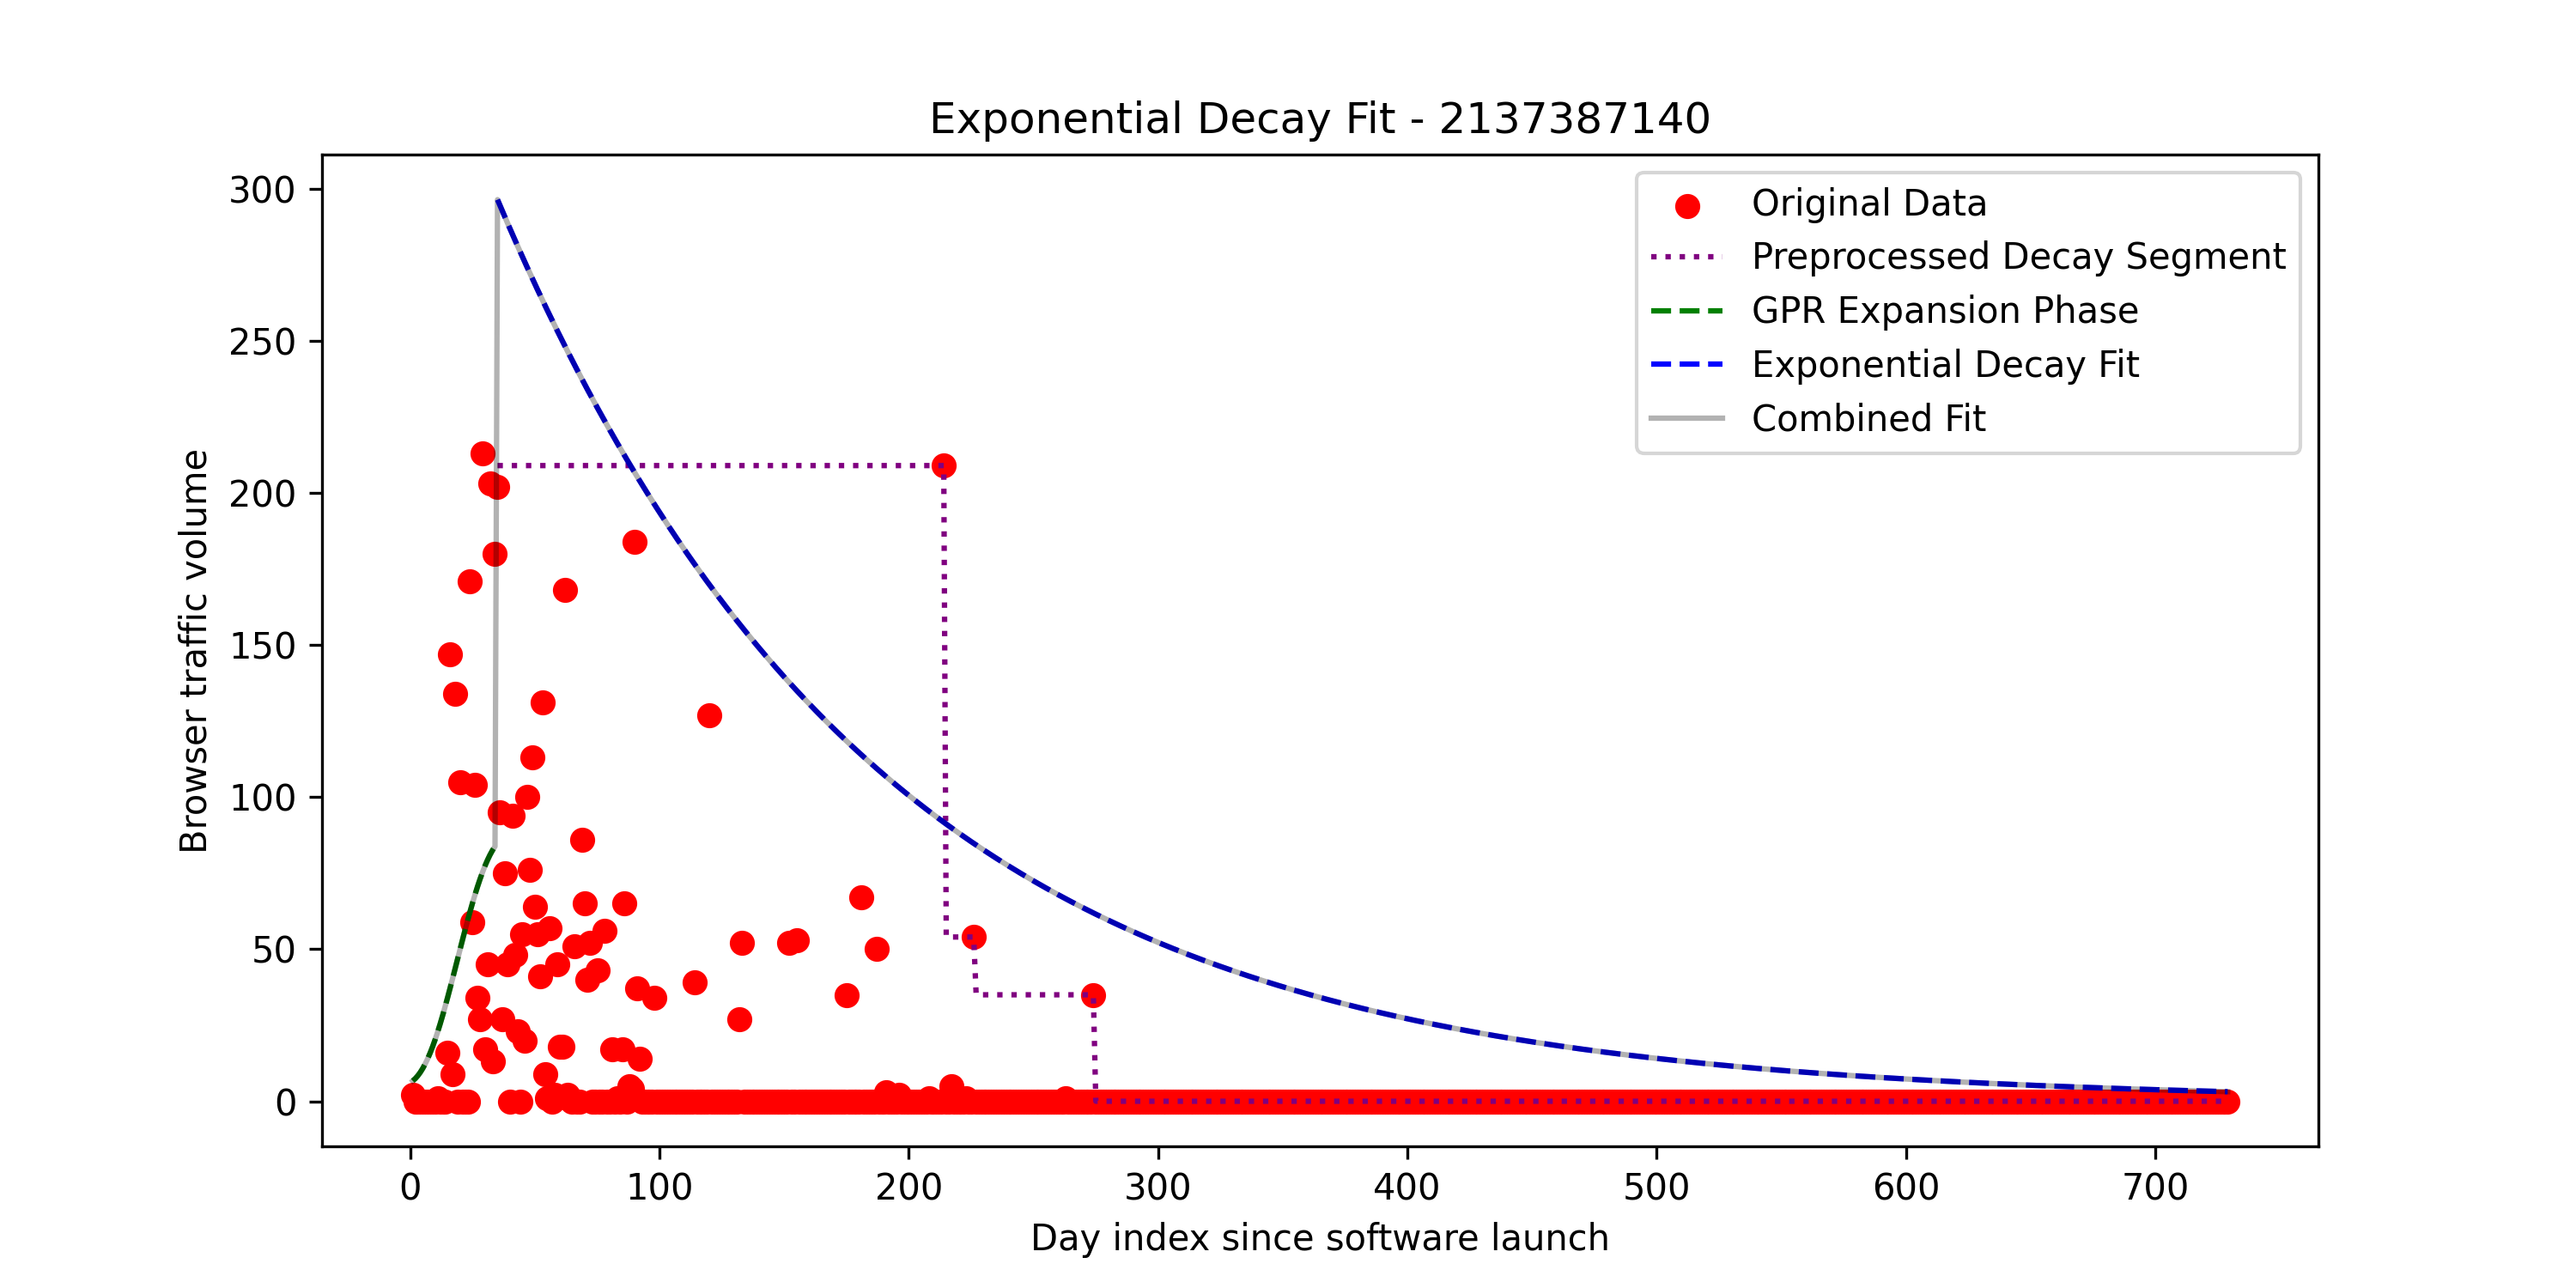 Exponential Decay Fit - 2137387140
Original Data
Preprocessed Decay Segment
GPR Expansion Phase
Exponential Decay Fit
Combined Fit
Browser traffic volume
300
250
200
150
100
50
0
0 100 200 300 400 500 600 700
Day index since software launch